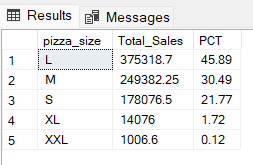 Results Messages
pizza_size Total_Sales PCT
1 L 375318.7 45.89
2 M 249382.25 30.49
3 S 178076.5 21.77
4 XL 14076 1.72
5 XXL 1006.6 0.12